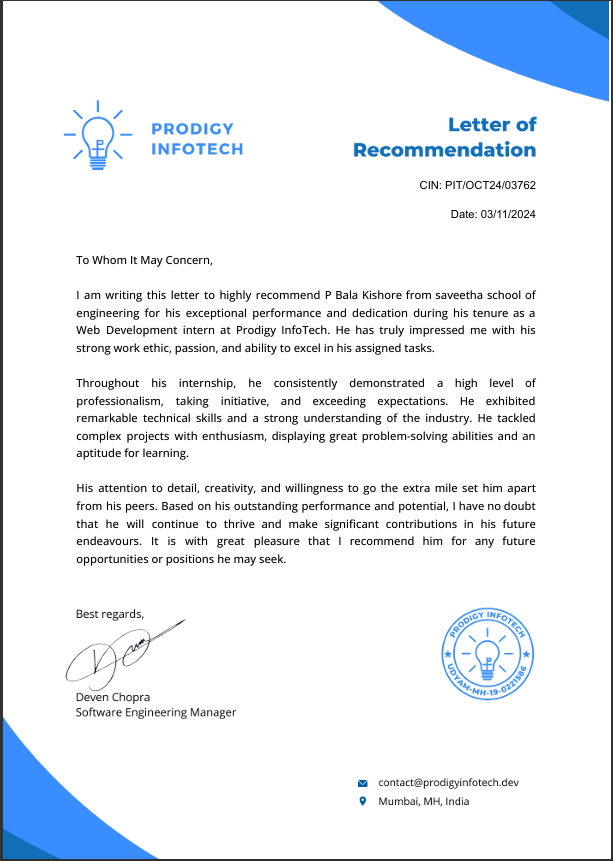 PRODIGY
INFOTECH
Letter of
Recommendation
CIN: PIT/OCT24/03762
Date: 03/11/2024
To Whom It May Concern,
I am writing this letter to highly recommend P Bala Kishore from saveetha school of
engineering for his exceptional performance and dedication during his tenure as a
Web Development intern at Prodigy InfoTech. He has truly impressed me with his
strong work ethic, passion, and ability to excel in his assigned tasks.
Throughout his internship, he consistently demonstrated a high level of
professionalism, taking initiative, and exceeding expectations. He exhibited
remarkable technical skills and a strong understanding of the industry. He tackled
complex projects with enthusiasm, displaying great problem-solving abilities and an
aptitude for learning.
His attention to detail, creativity, and willingness to go the extra mile set him apart
from his peers. Based on his outstanding performance and potential, I have no doubt
that he will continue to thrive and make significant contributions in his future
endeavours. It is with great pleasure that I recommend him for any future
opportunities or positions he may seek.
Best regards,
Deven Chopra
Software Engineering Manager
PRODIGY INFOTECH
UDYAM-MH-19-0221586
contact@prodigyinfotech.dev
Mumbai, MH, India